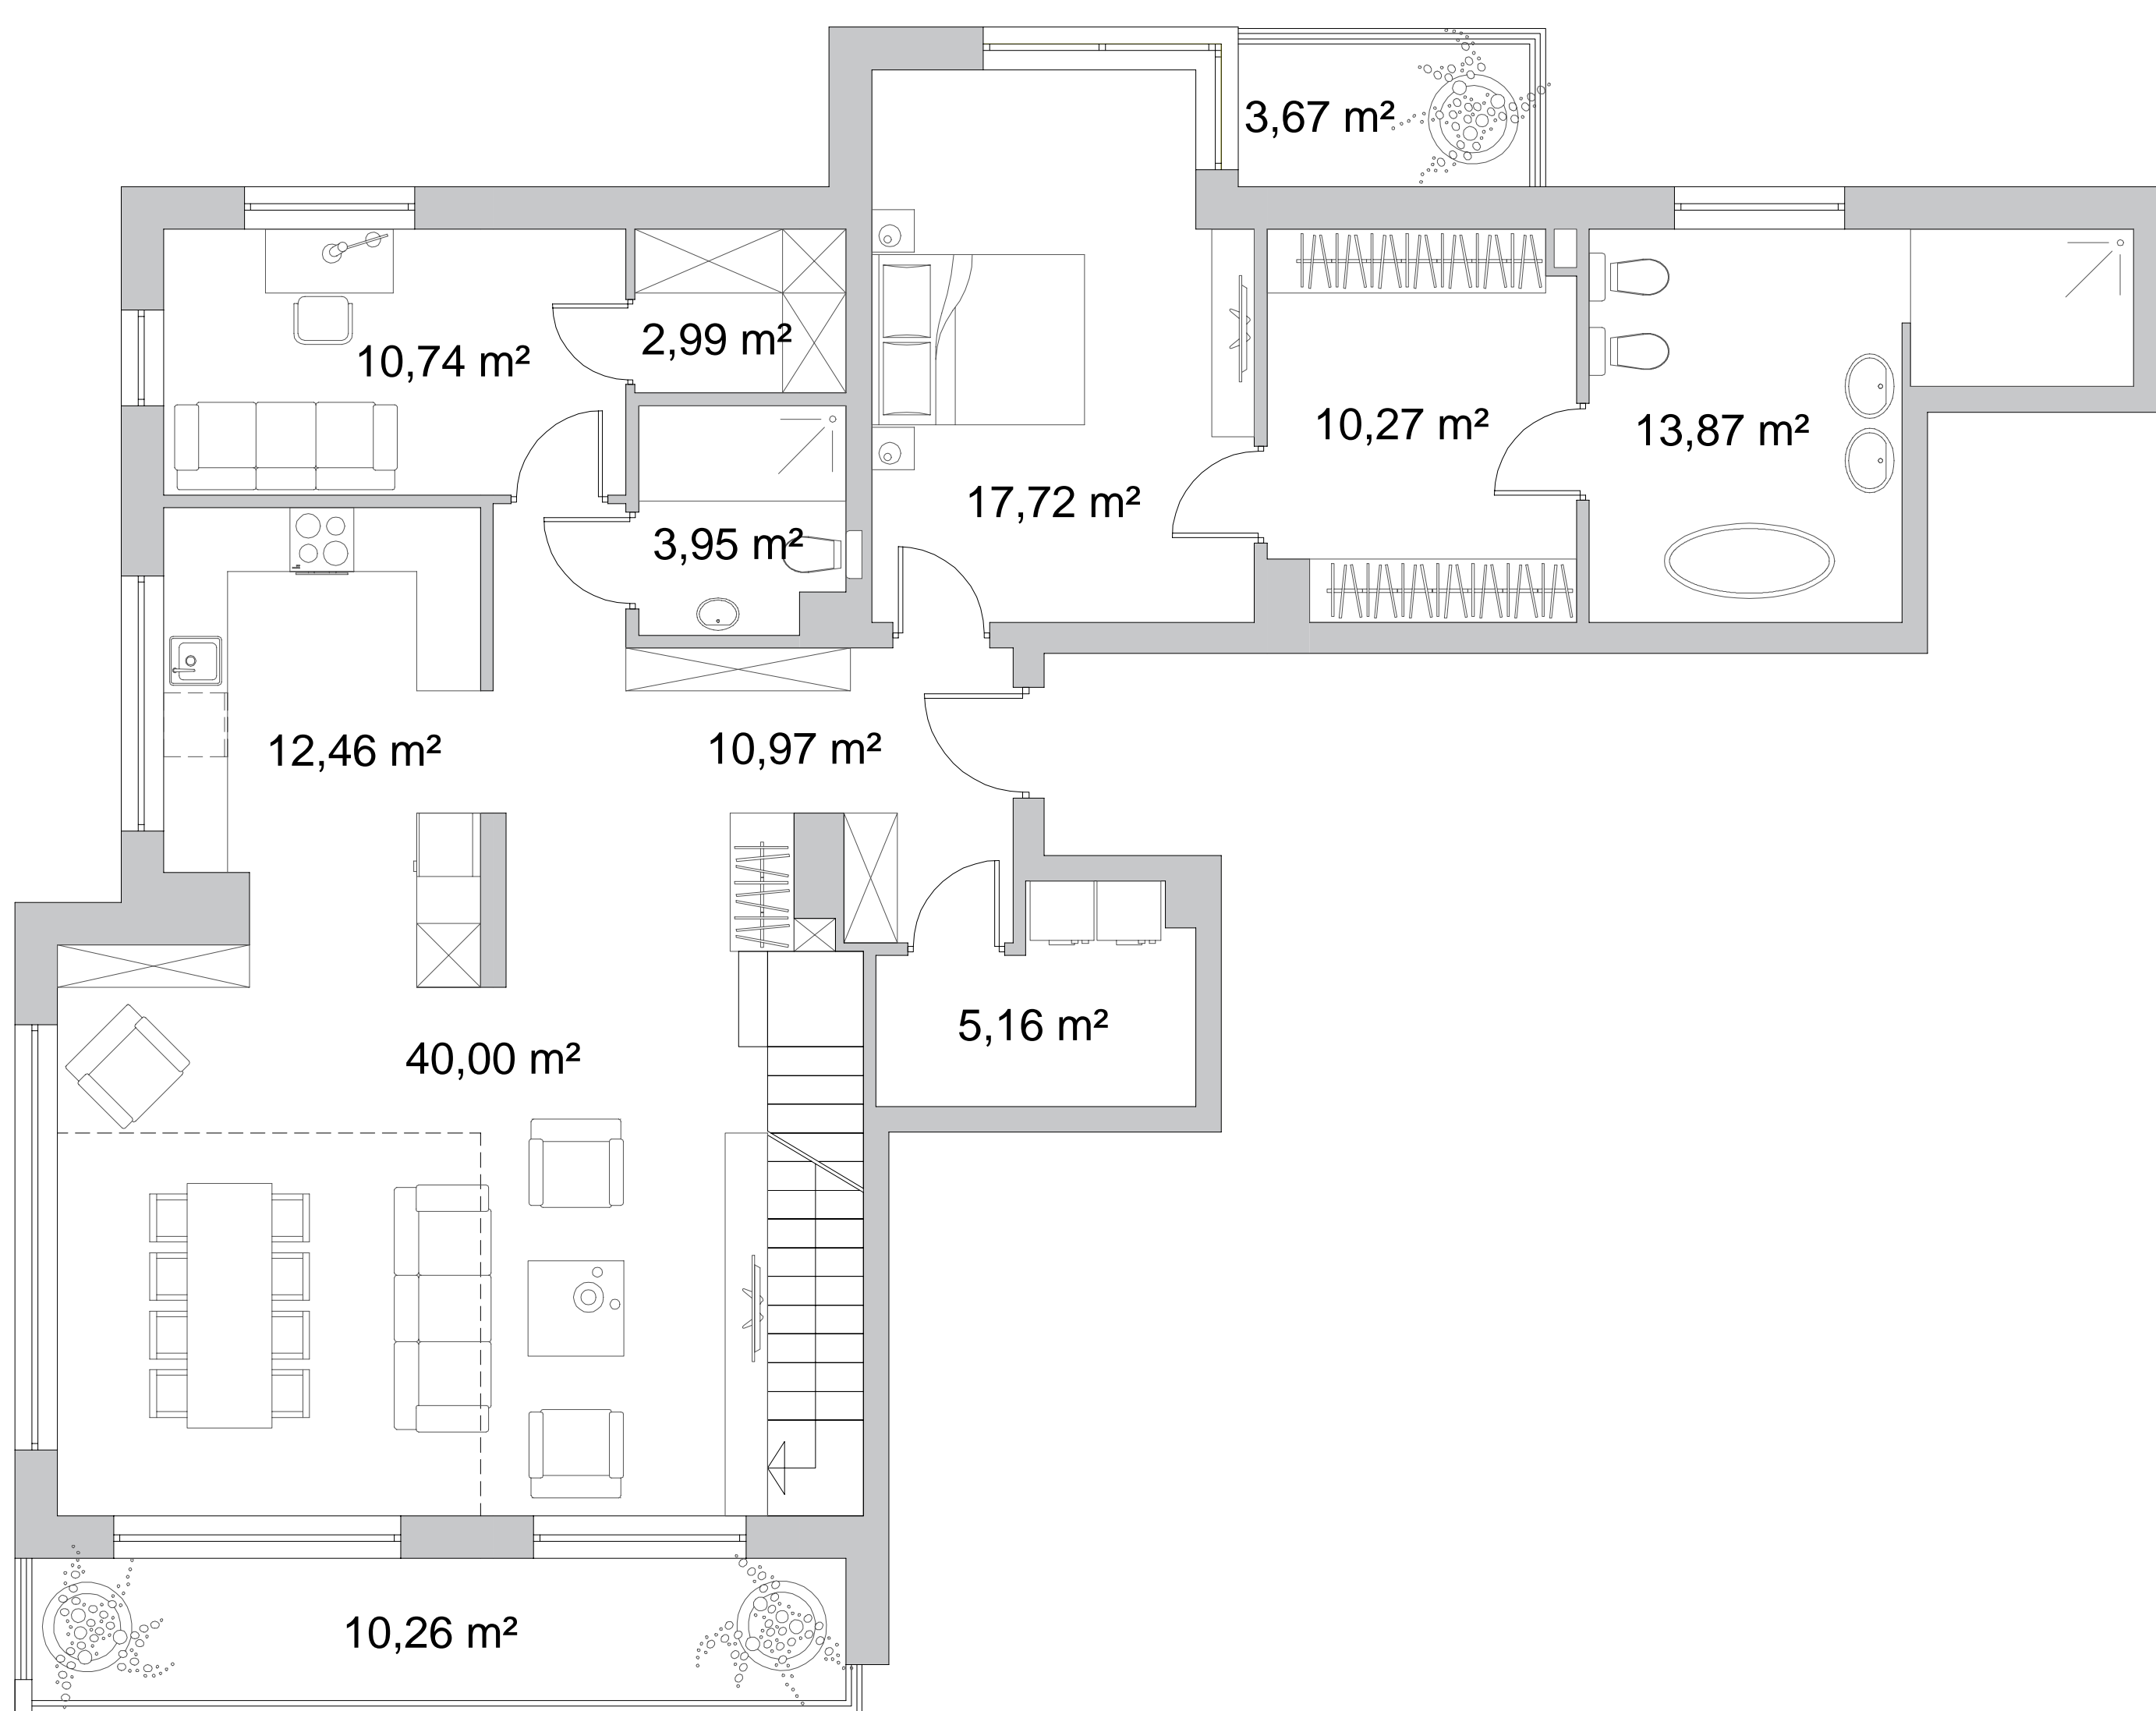 3,67 m²
2,99 m²
10,74 m²
10,27 m²
13,87 m²
17,72 m²
3,95 m²
12,46 m²
10,97 m²
5,16 m²
40,00 m²
10,26 m²